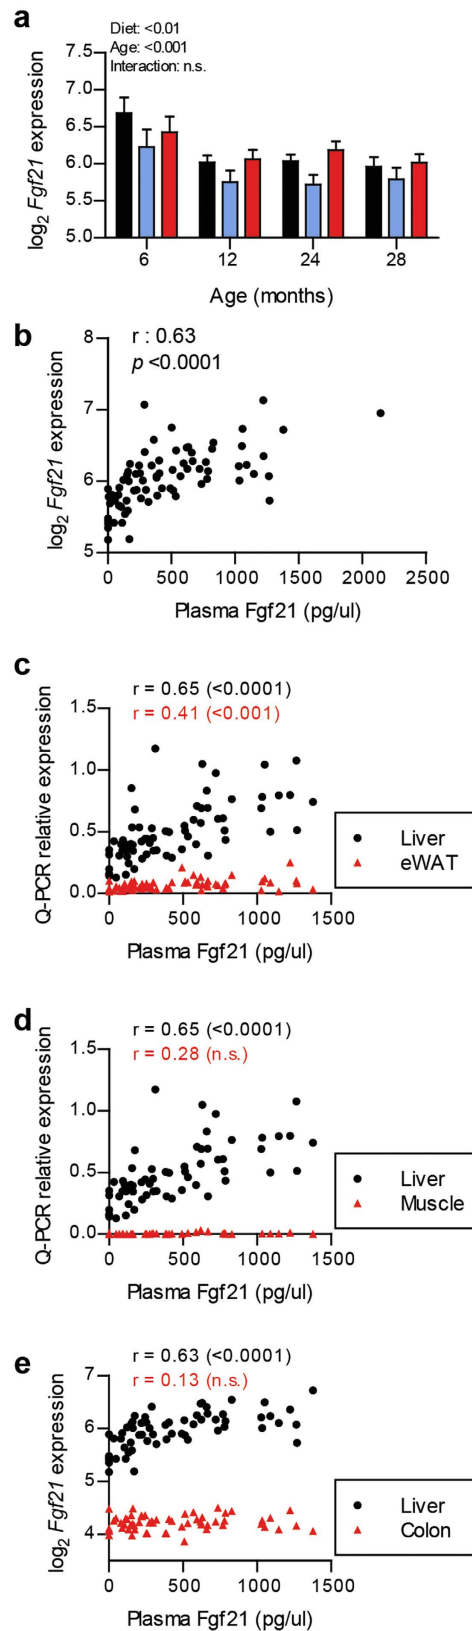 a
Diet: <0.01
Age: <0.001
Interaction: n.s.
log2 Fgf21 expression
7.5
7.0
6.5
6.0
5.5
5.0
6 12 24 28
Age (months)
b
r : 0.63
p <0.0001
log2 Fgf21 expression
8
7
6
5
0 500 1000 1500 2000 2500
Plasma Fgf21 (pg/ul)
c
r = 0.65 (<0.0001)
r = 0.41 (<0.001)
Q-PCR relative expression
1.5
1.0
0.5
0.0
0 500 1000 1500
Plasma Fgf21 (pg/ul)
Liver
eWAT
d
r = 0.65 (<0.0001)
r = 0.28 (n.s.)
Q-PCR relative expression
1.5
1.0
0.5
0.0
0 500 1000 1500
Plasma Fgf21 (pg/ul)
Liver
Muscle
e
r = 0.63 (<0.0001)
r = 0.13 (n.s.)
log2 Fgf21 expression
7
6
5
4
0 500 1000 1500
Plasma Fgf21 (pg/ul)
Liver
Colon